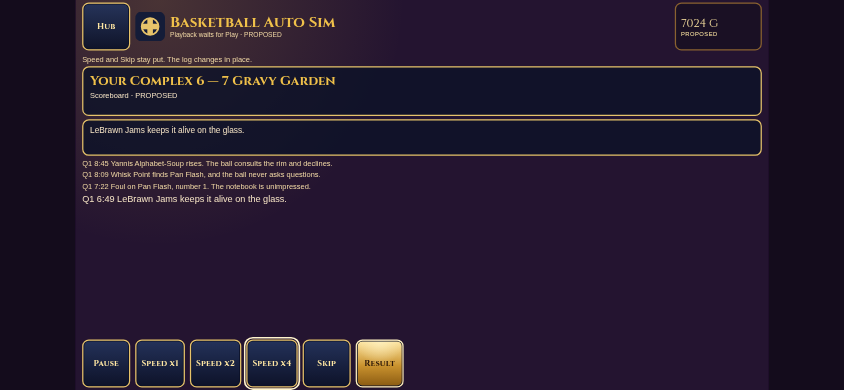 Hub
Basketball Auto Sim
Playback waits for Play · PROPOSED
7024 G
PROPOSED
Speed and Skip stay put. The log changes in place.
Your Complex 6 — 7 Gravy Garden
Scoreboard · PROPOSED
LeBrawn Jams keeps it alive on the glass.
Q1 8:45 Yannis Alphabet-Soup rises. The ball consults the rim and declines.
Q1 8:09 Whisk Point finds Pan Flash, and the ball never asks questions.
Q1 7:22 Foul on Pan Flash, number 1. The notebook is unimpressed.
Q1 6:49 LeBrawn Jams keeps it alive on the glass.
Pause
Speed x1
Speed x2
Speed x4
Skip
Result